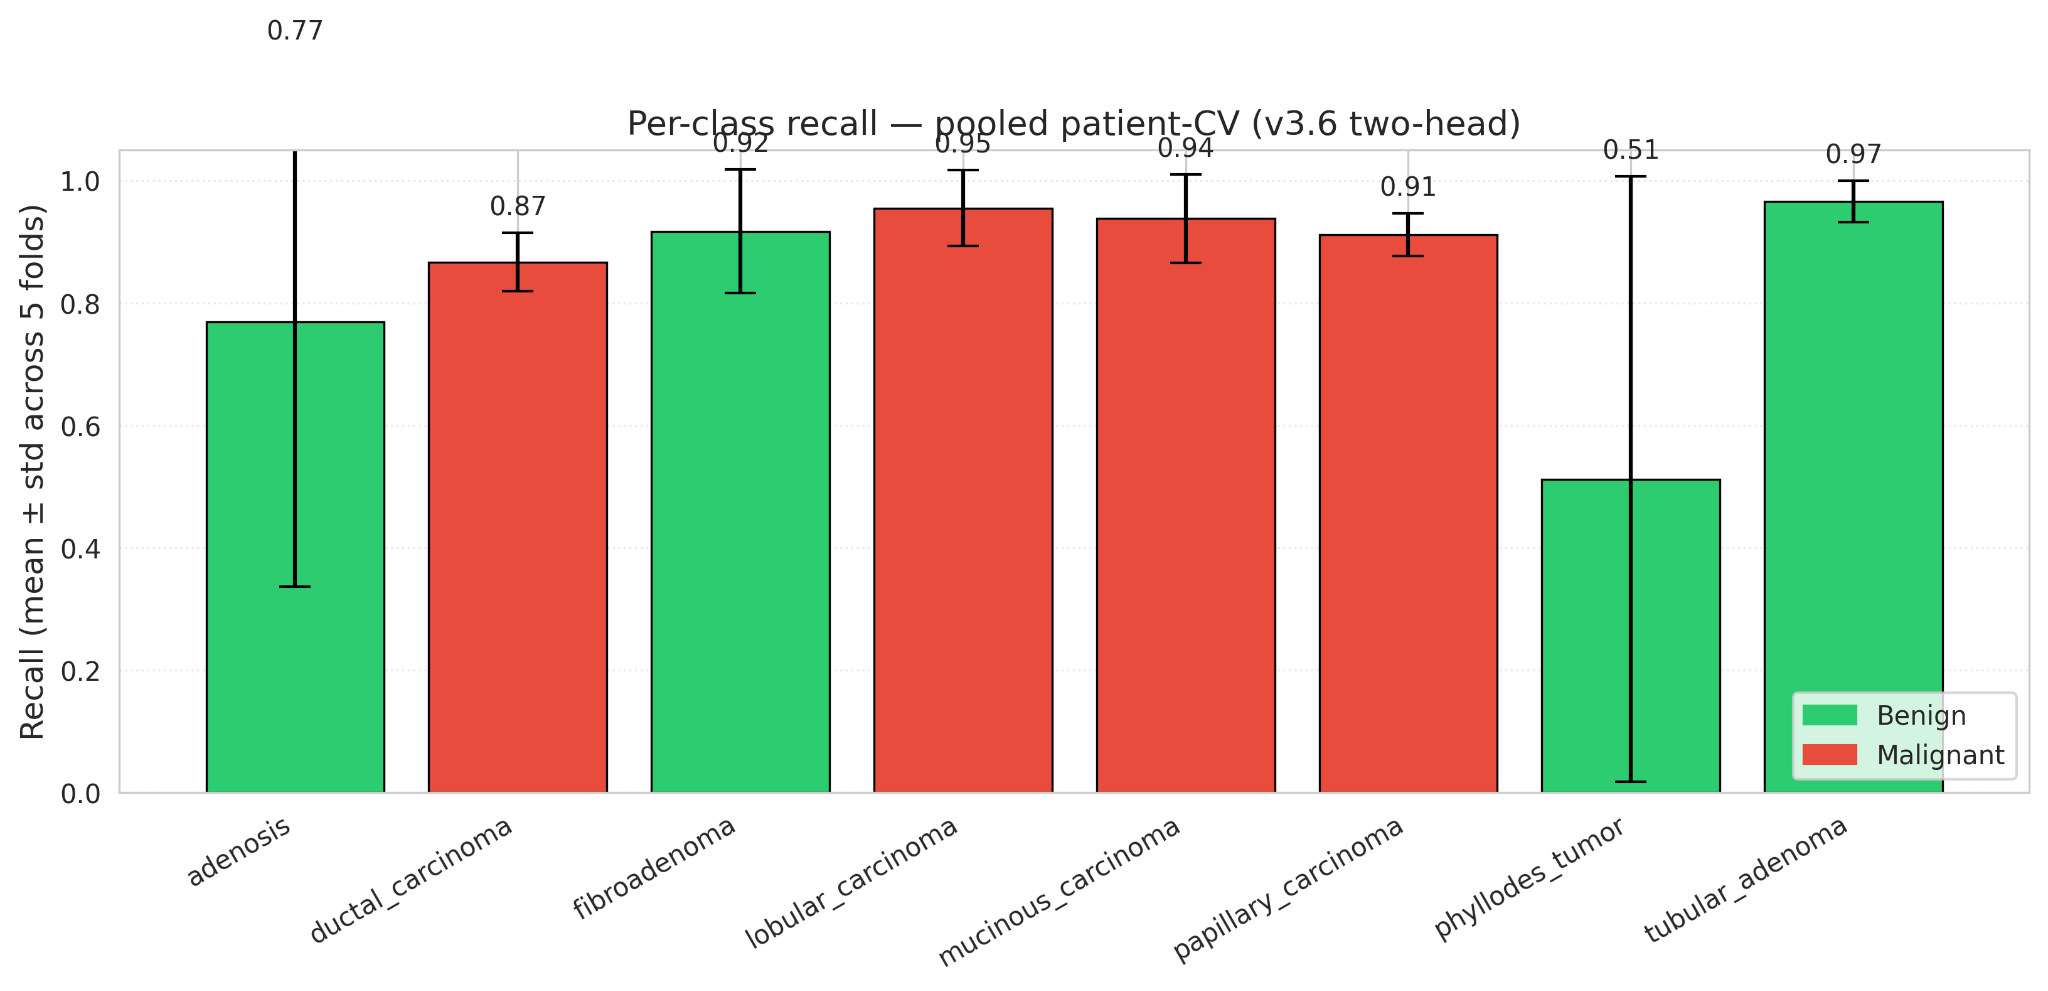 0.77
Per-class recall — pooled patient-CV (v3.6 two-head)
0.92
0.95
0.94
0.51
0.97
0.87
0.91
Recall (mean ± std across 5 folds)
1.0
0.8
0.6
0.4
0.2
0.0
Benign
Malignant
adenosis
ductal_carcinoma
fibroadenoma
lobular_carcinoma
mucinous_carcinoma
papillary_carcinoma
phyllodes_tumor
tubular_adenoma